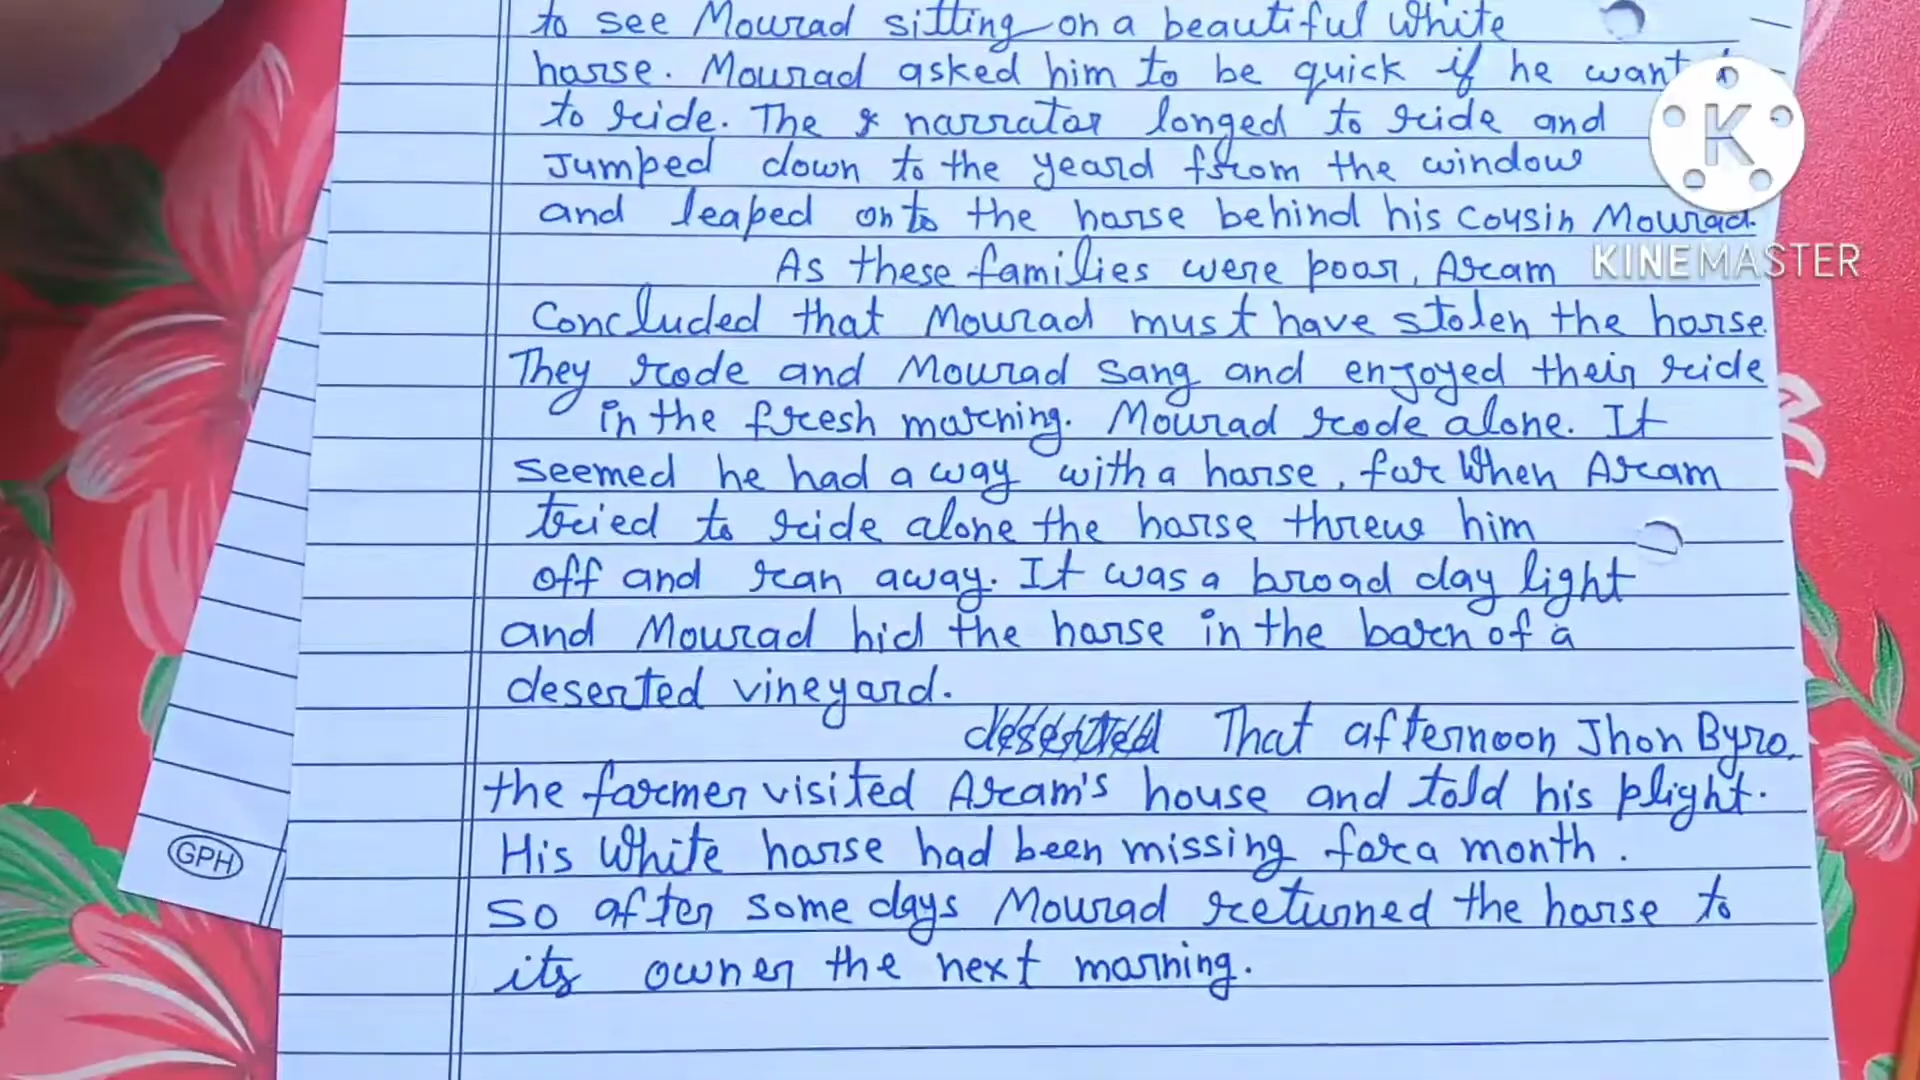 to see Mourad sitting on a beautiful white
horse. Mourad asked him to be quick if he want
to ride. The narrator longed to ride and
Jumped down to the yeard from the window
and leaped onto the horse behind his cousin Mourad.
As these families were poor, Aram
Concluded that Mourad must have stolen the horse.
They rode and Mourad sang and enjoyed their ride
in the fresh morning. Mourad rode alone. It
seemed he had a way with a horse, for when Aram
tried to ride alone the horse threw him
off and ran away. It was a broad day light
and Mourad hid the horse in the barn of a
deserted vineyard.
deserted That afternoon Jhon Byro,
the farmer visited Aram's house and told his plight.
His white horse had been missing for a month.
So after some days Mourad returned the horse to
its owner the next morning.
K
KINEMASTER
GPH